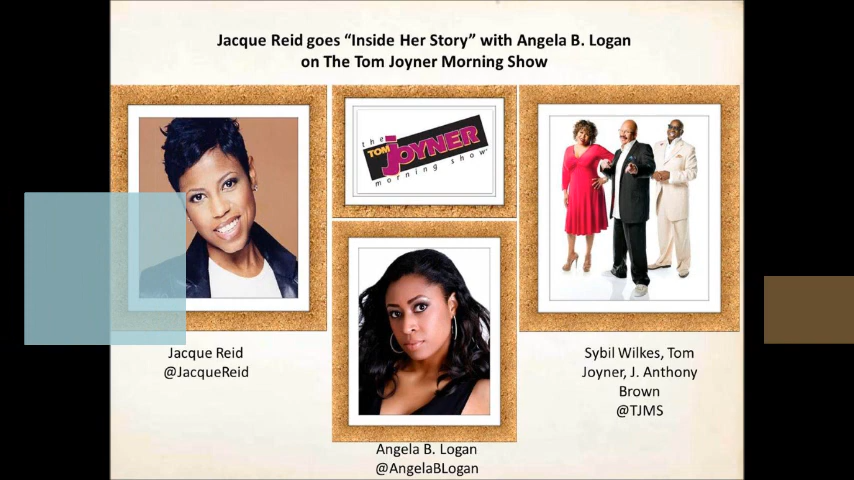 Jacque Reid goes “Inside Her Story” with Angela B. Logan
on The Tom Joyner Morning Show
the
TOM
JOYNER
morning show
Jacque Reid
@JacqueReid
Sybil Wilkes, Tom
Joyner, J. Anthony
Brown
@TJMS
Angela B. Logan
@AngelaBLogan